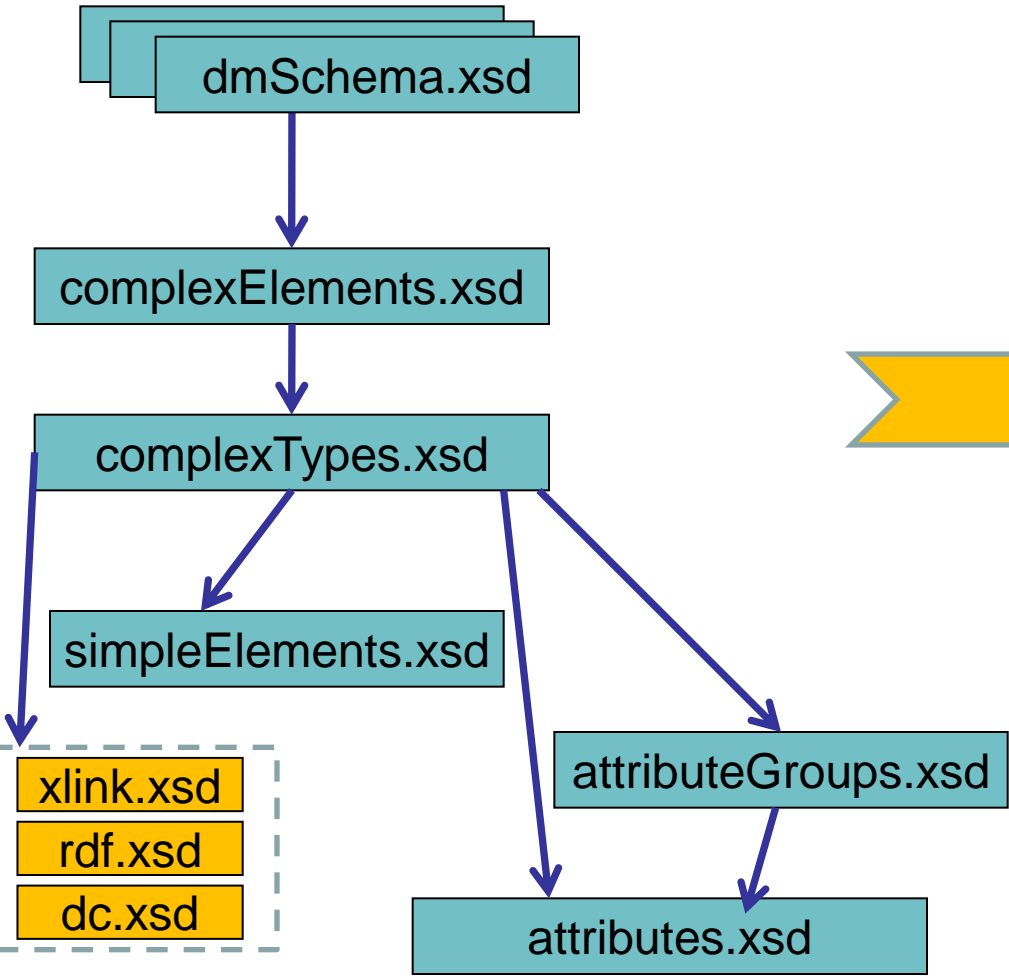 dmSchema.xsd
complexElements.xsd
complexTypes.xsd
simpleElements.xsd
attributeGroups.xsd
xlink.xsd
rdf.xsd
dc.xsd
attributes.xsd